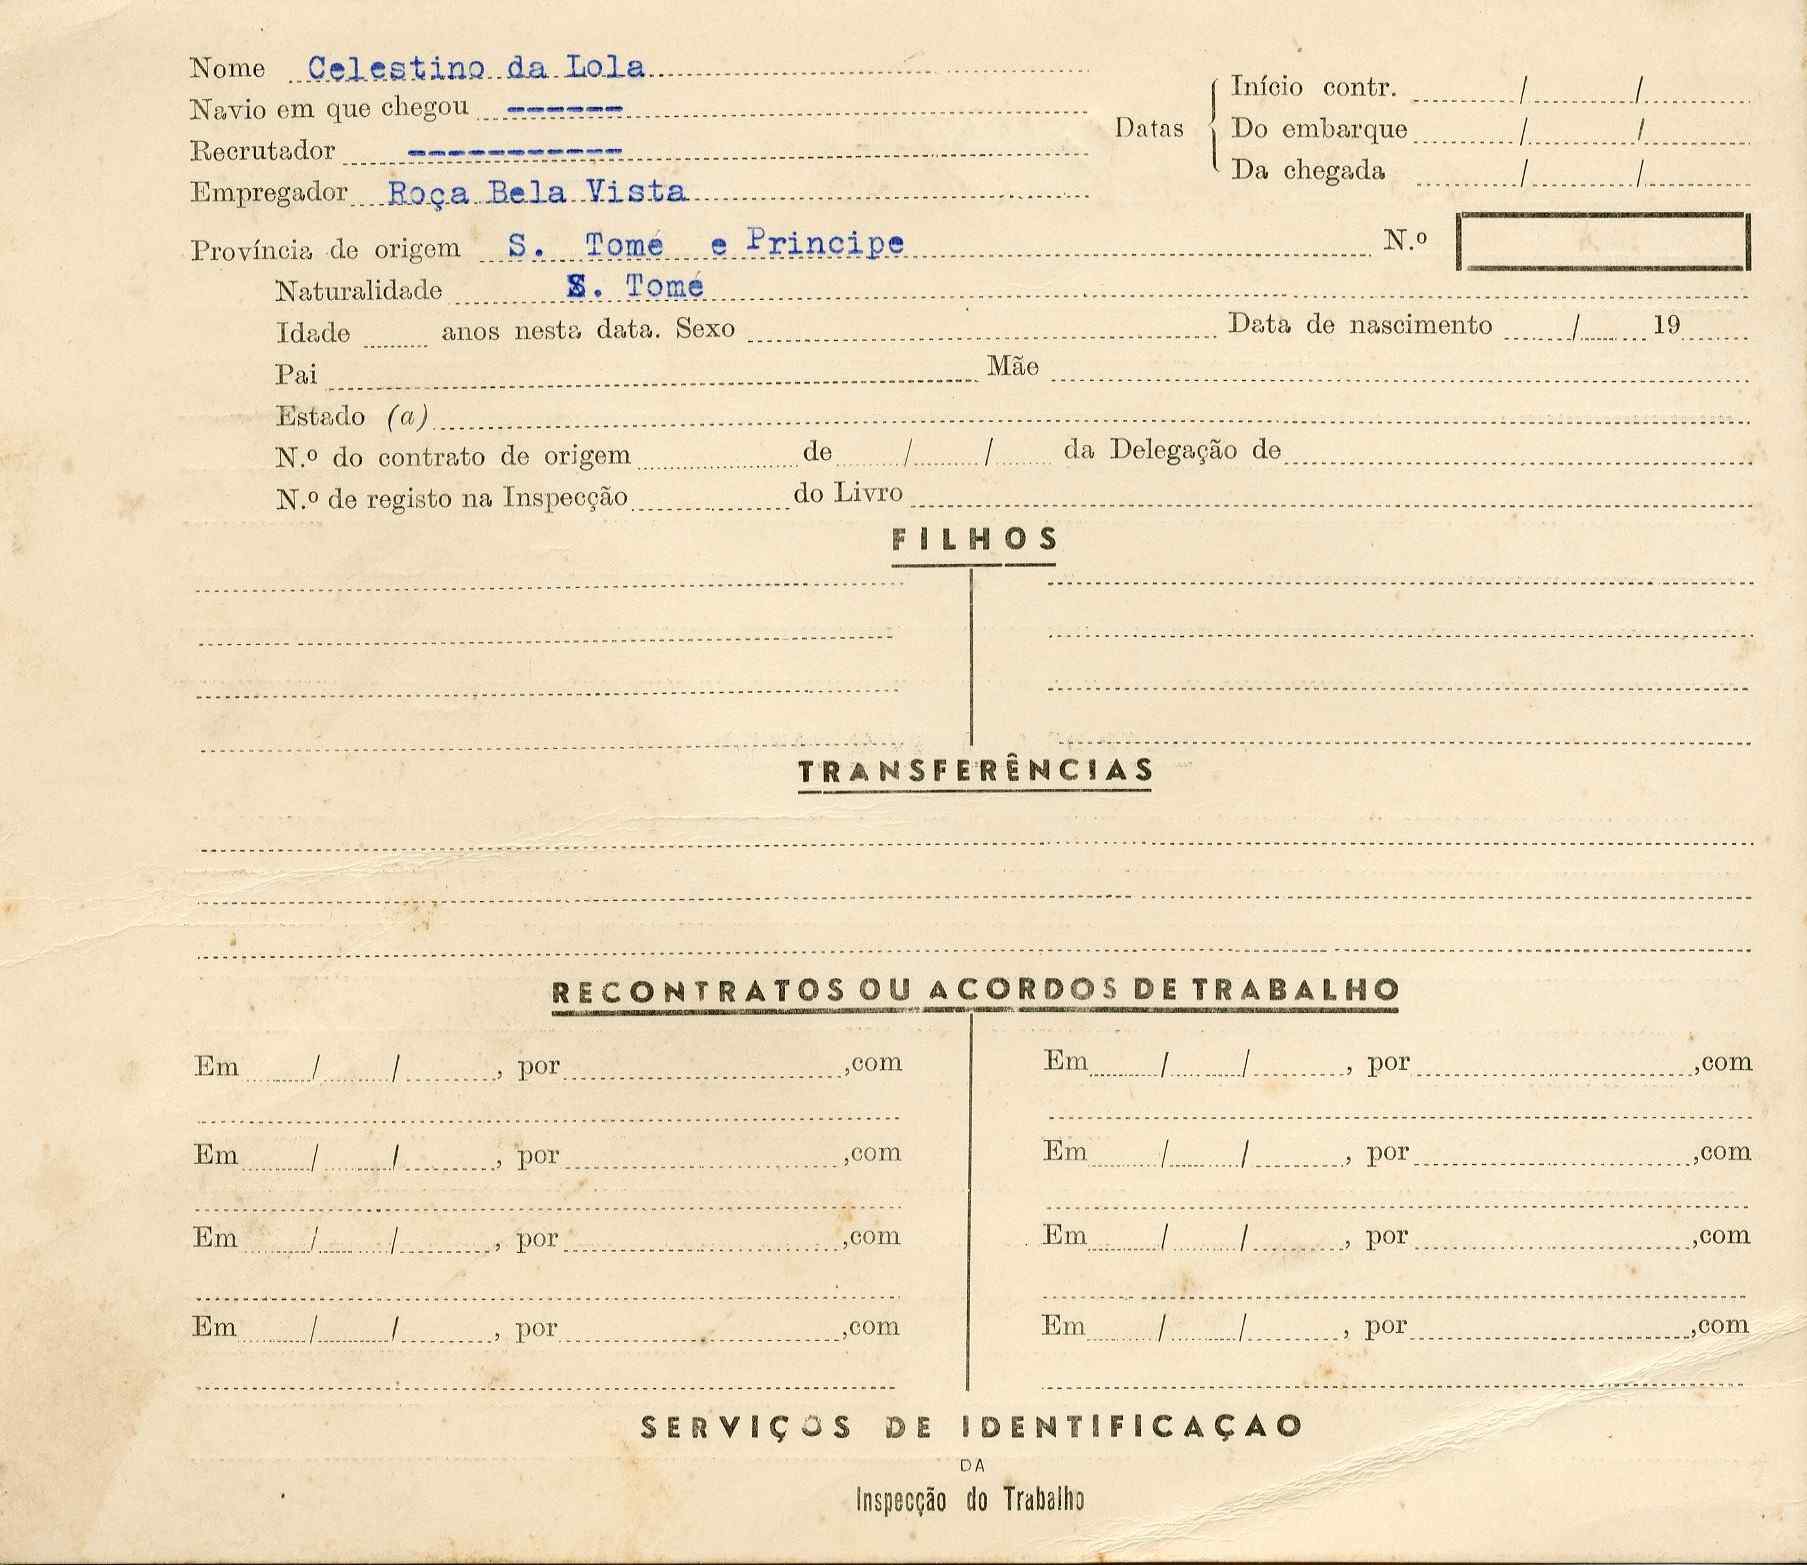 Nome Celestino da Lola
Navio em que chegou ------
Recrutador -----------
Empregador Roça Bela Vista
Datas
Início contr. / /
Do embarque / /
Da chegada / /
Província de origem S. Tomé e Principe N.º
Naturalidade S. Tomé
Idade anos nesta data. Sexo Data de nascimento / 19
Pai Mãe
Estado (a)
N.º do contrato de origem de / / da Delegação de
N.º de registo na Inspecção do Livro
FILHOS
TRANSFERÊNCIAS
RECONTRATOS OU ACORDOS DE TRABALHO
Em / / , por ,com
Em / / , por ,com
Em / / , por ,com
Em / / , por ,com
Em / / , por ,com
Em / / , por ,com
Em / / , por ,com
Em / / , por ,com
SERVIÇOS DE IDENTIFICAÇAO
DA
Inspecção do Trabalho